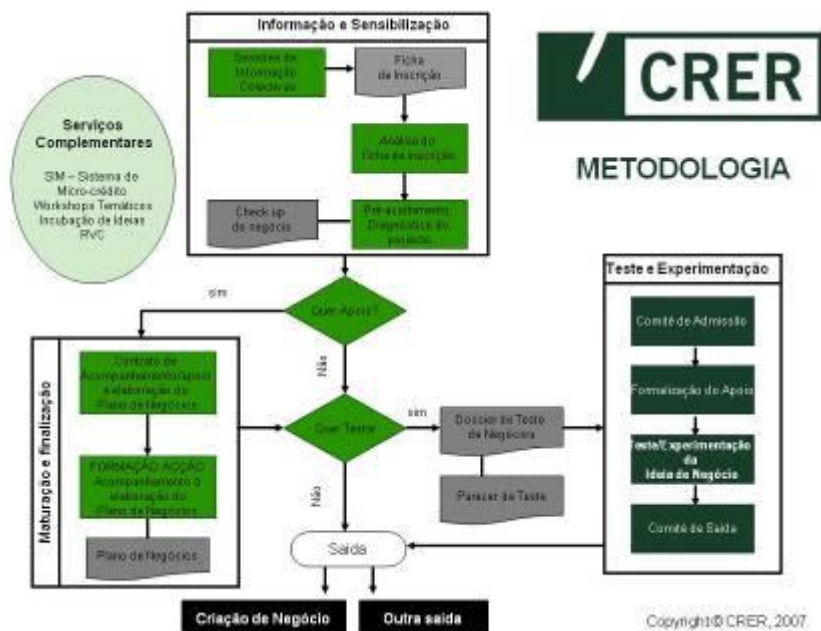 Informação e Sensibilização
Sessões de
Informação
Colectivas
Ficha
de Inscrição
Análise do
ficha de inscrição
Check up
do negócio
Pré-acolhimento
Diagnóstico do
projecto
CRER
METODOLOGIA
Serviços
Complementares
SIM – Sistema de
Micro-crédito
Workshops Temáticos
Incubação de Ideias
RVC
sim
Quer Apoio?
Não
Maturação e finalização
Contrato de
Acompanhamento/apoio
à elaboração do
Plano de Negócios
FORMAÇÃO ACÇÃO
Acompanhamento à
elaboração do
Plano de Negócios
Plano de Negócios
Quer Testar
sim
Não
Dossier de Teste
de Negócios
Parecer de Teste
Teste e Experimentação
Comité de Admissão
Formalização do Apoio
Teste/Experimentação
da
Ideia de Negócio
Comité de Saída
Saída
Criação de Negócio
Outra saída
Copyright © CRER, 2007